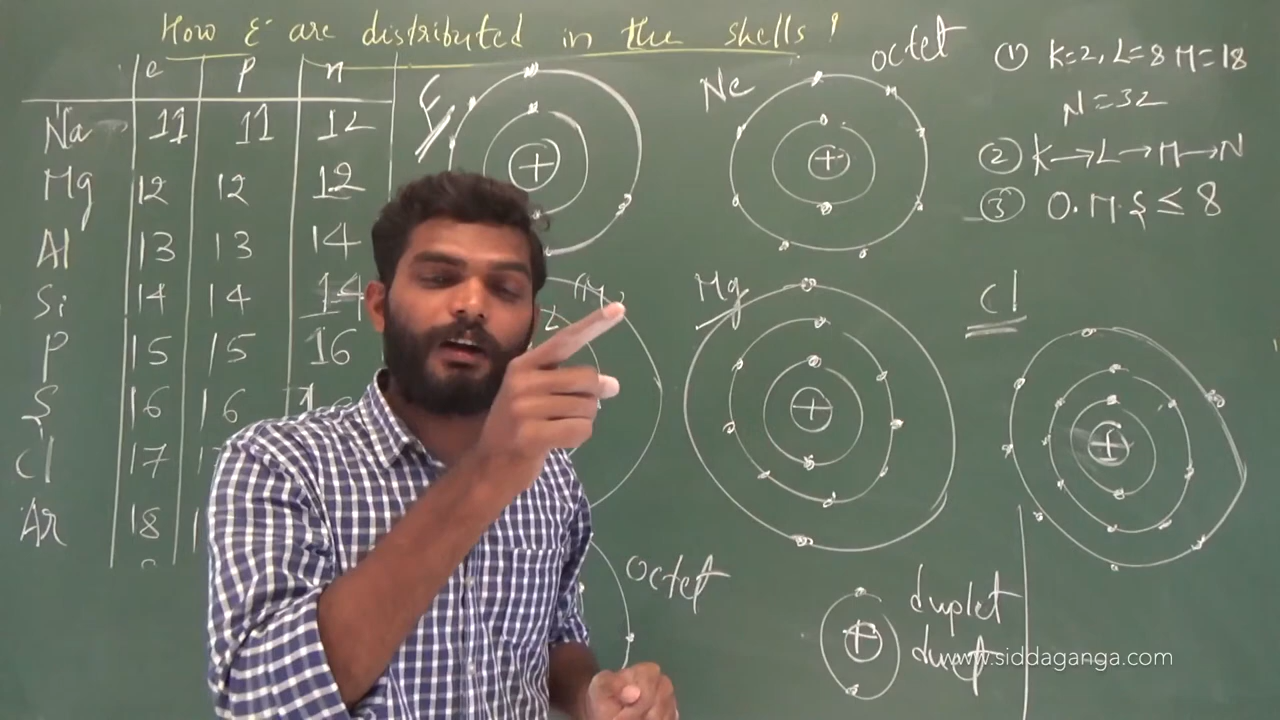 How e⁻ are distributed in the shells?
e p n
Na 11 11 12
Mg 12 12 12
Al 13 13 14
Si 14 14 14
P 15 15 16
S 16 16
Cl 17
Ar 18
F
Ne
octet
① K=2, L=8 M=18
N=32
② K→L→M→N
③ O.M.S ≤ 8
+
+
(M)
L
Mg
+
Cl
+
octet
+
duplet
duet
www.siddaganga.com